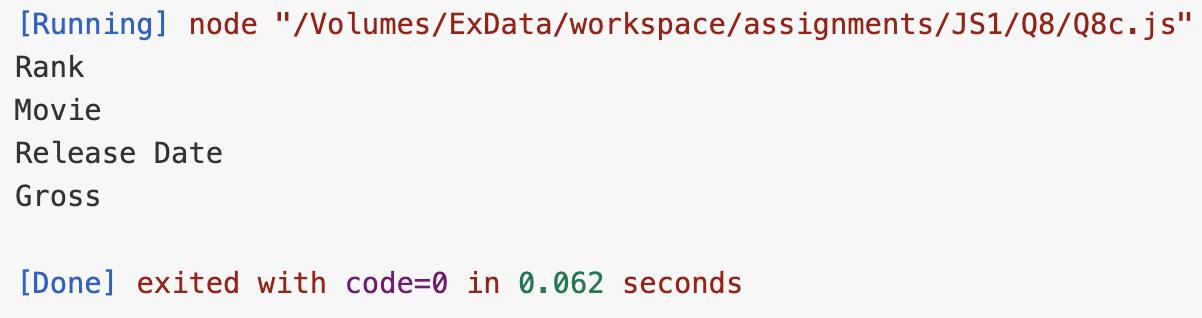 [Running] node "/Volumes/ExData/workspace/assignments/JS1/Q8/Q8c.js"
Rank
Movie
Release Date
Gross
[Done] exited with code=0 in 0.062 seconds